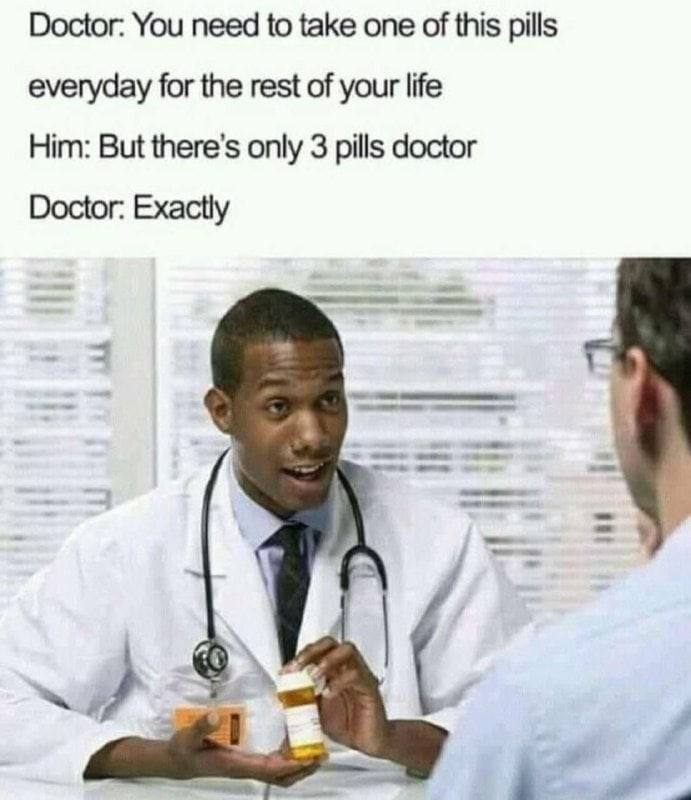 Doctor: You need to take one of this pills
everyday for the rest of your life
Him: But there's only 3 pills doctor
Doctor: Exactly